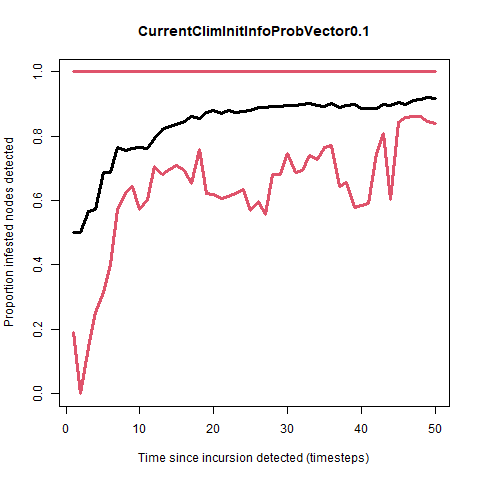 CurrentClimInitInfoProbVector0.1
Proportion infested nodes detected
1.0
0.8
0.6
0.4
0.2
0.0
0 10 20 30 40 50
Time since incursion detected (timesteps)